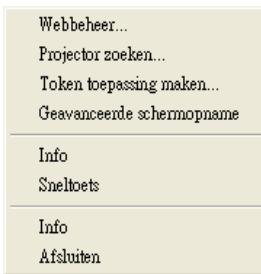 Webbeheer...
Projector zoeken...
Token toepassing maken...
Geavanceerde schermopname
Info
Sneltoets
Info
Afsluiten